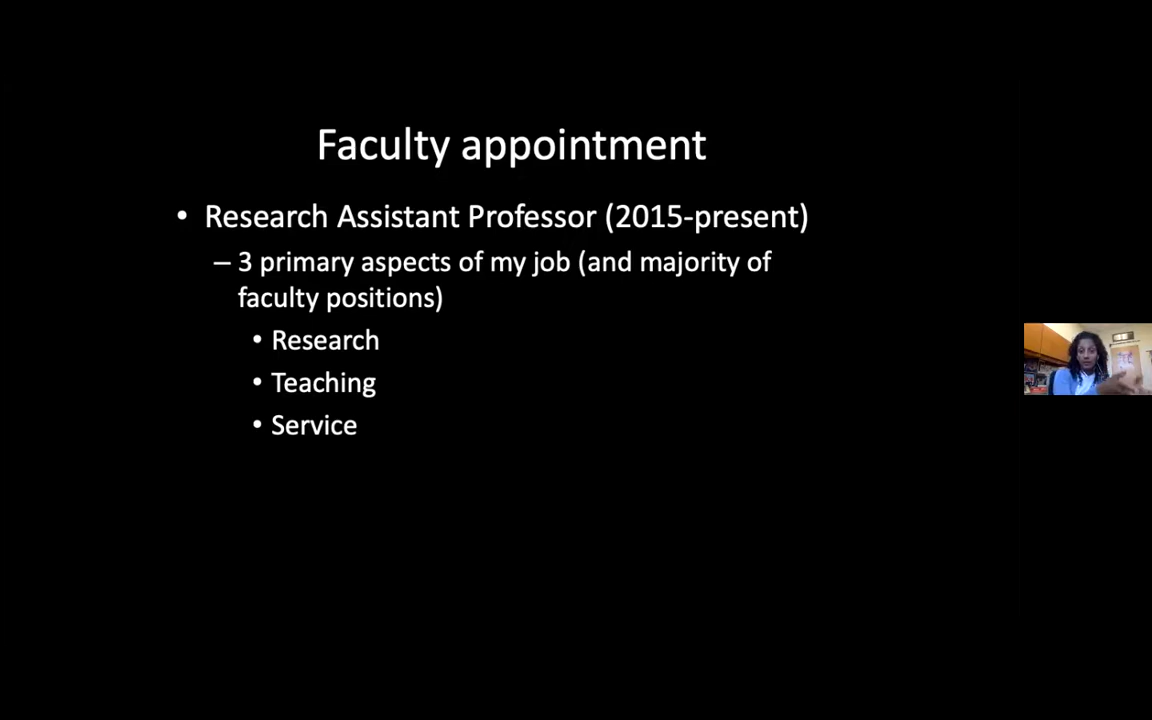 Faculty appointment
• Research Assistant Professor (2015-present)
– 3 primary aspects of my job (and majority of
faculty positions)
• Research
• Teaching
• Service